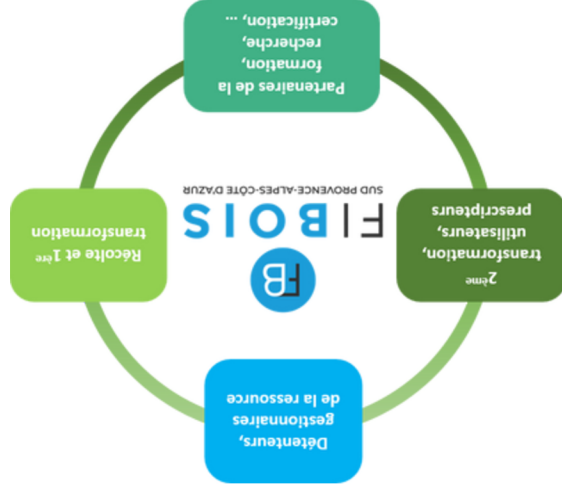 Détenteurs,
gestionnaires
de la ressource
2ème
transformation,
utilisateurs,
prescripteurs
FB
FIBOIS
SUD PROVENCE-ALPES-CÔTE D'AZUR
Récolte et 1ère
transformation
Partenaires de la
formation,
recherche,
certification, ...